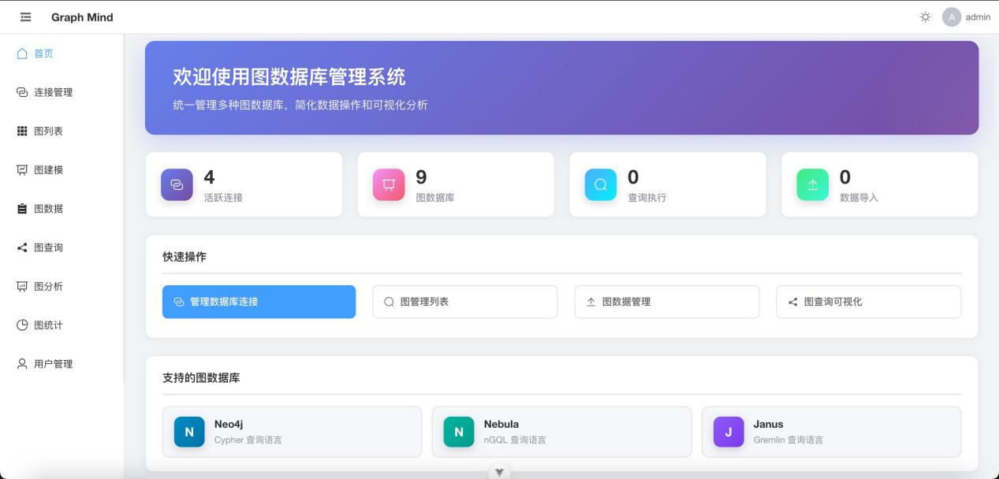 Graph Mind
A admin
首页
连接管理
图列表
图建模
图数据
图查询
图分析
图统计
用户管理
欢迎使用图数据库管理系统
统一管理多种图数据库，简化数据操作和可视化分析
4
活跃连接
9
图数据库
0
查询执行
0
数据导入
快速操作
管理数据库连接
图管理列表
图数据管理
图查询可视化
支持的图数据库
N
Neo4j
Cypher 查询语言
N
Nebula
nGQL 查询语言
J
Janus
Gremlin 查询语言